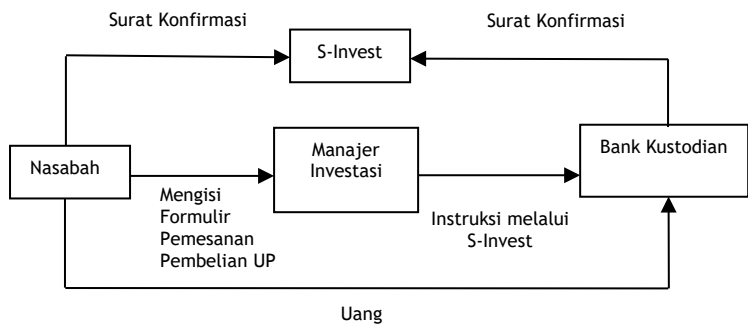 Surat Konfirmasi
Surat Konfirmasi
S-Invest
Nasabah
Manajer
Investasi
Bank Kustodian
Mengisi
Formulir
Pemesanan
Pembelian UP
Instruksi melalui
S-Invest
Uang